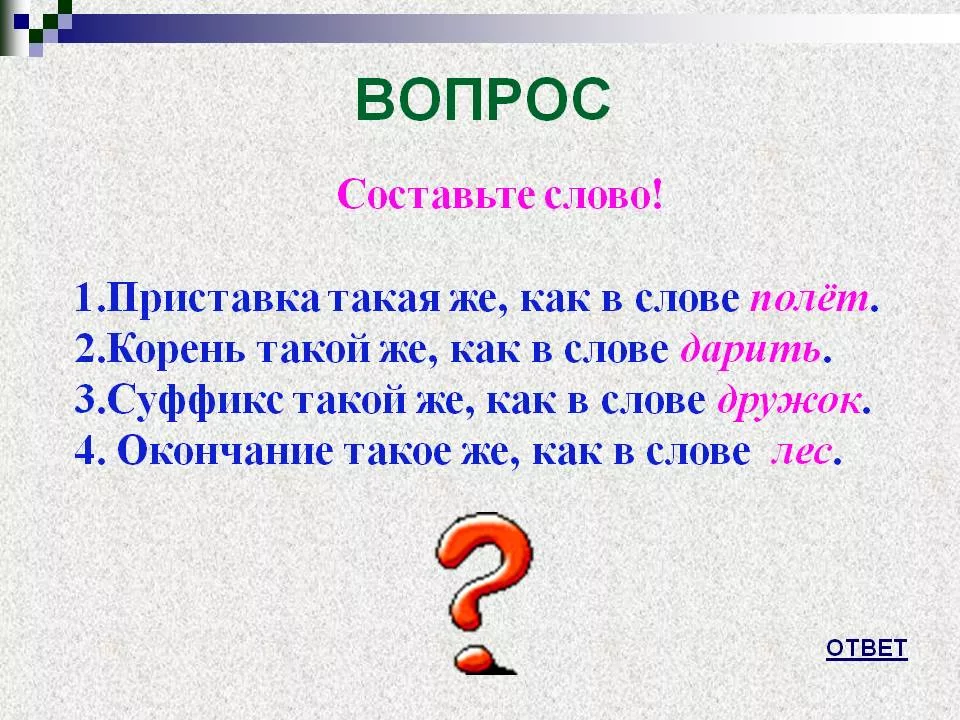 ВОПРОС
Составьте слово!
1.Приставка такая же, как в слове полёт.
2.Корень такой же, как в слове дарить.
3.Суффикс такой же, как в слове дружок.
4. Окончание такое же, как в слове лес.
ОТВЕТ